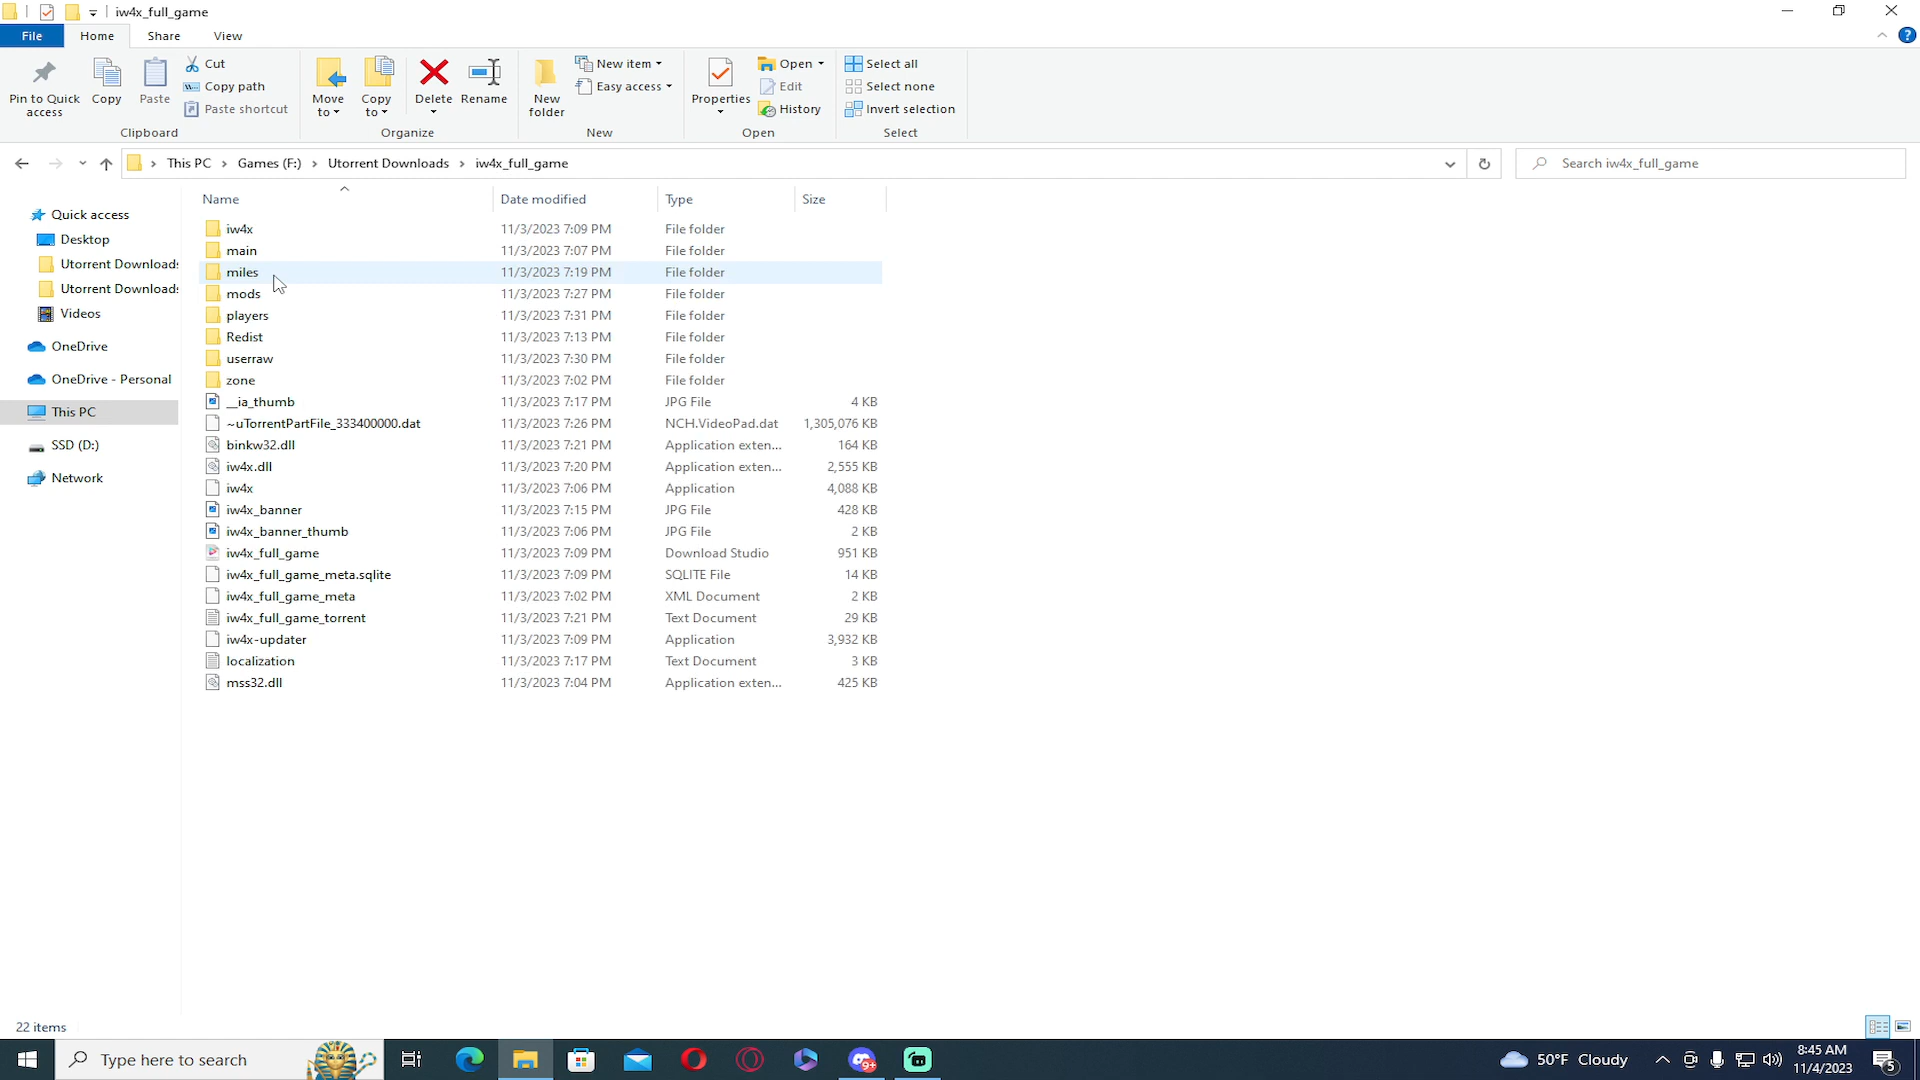 iw4x_full_game
File Home Share View
Pin to Quick access
Copy
Paste
Cut
Copy path
Paste shortcut
Clipboard
Move to
Copy to
Delete
Rename
Organize
New folder
New item
Easy access
New
Properties
Open
Edit
History
Open
Select all
Select none
Invert selection
Select
This PC > Games (F:) > Utorrent Downloads > iw4x_full_game
Search iw4x_full_game
Quick access
Desktop
Utorrent Downloads
Utorrent Downloads
Videos
OneDrive
OneDrive - Personal
This PC
SSD (D:)
Network
Name Date modified Type Size
iw4x 11/3/2023 7:09 PM File folder
main 11/3/2023 7:07 PM File folder
miles 11/3/2023 7:19 PM File folder
mods 11/3/2023 7:27 PM File folder
players 11/3/2023 7:31 PM File folder
Redist 11/3/2023 7:13 PM File folder
userraw 11/3/2023 7:30 PM File folder
zone 11/3/2023 7:02 PM File folder
__ia_thumb 11/3/2023 7:17 PM JPG File 4 KB
~uTorrentPartFile_333400000.dat 11/3/2023 7:26 PM NCH.VideoPad.dat 1,305,076 KB
binkw32.dll 11/3/2023 7:21 PM Application exten... 164 KB
iw4x.dll 11/3/2023 7:20 PM Application exten... 2,555 KB
iw4x 11/3/2023 7:06 PM Application 4,088 KB
iw4x_banner 11/3/2023 7:15 PM JPG File 428 KB
iw4x_banner_thumb 11/3/2023 7:06 PM JPG File 2 KB
iw4x_full_game 11/3/2023 7:09 PM Download Studio 951 KB
iw4x_full_game_meta.sqlite 11/3/2023 7:09 PM SQLITE File 14 KB
iw4x_full_game_meta 11/3/2023 7:02 PM XML Document 2 KB
iw4x_full_game_torrent 11/3/2023 7:21 PM Text Document 29 KB
iw4x-updater 11/3/2023 7:09 PM Application 3,932 KB
localization 11/3/2023 7:17 PM Text Document 3 KB
mss32.dll 11/3/2023 7:04 PM Application exten... 425 KB
22 items
Type here to search
9+
50°F Cloudy
8:45 AM
11/4/2023
5